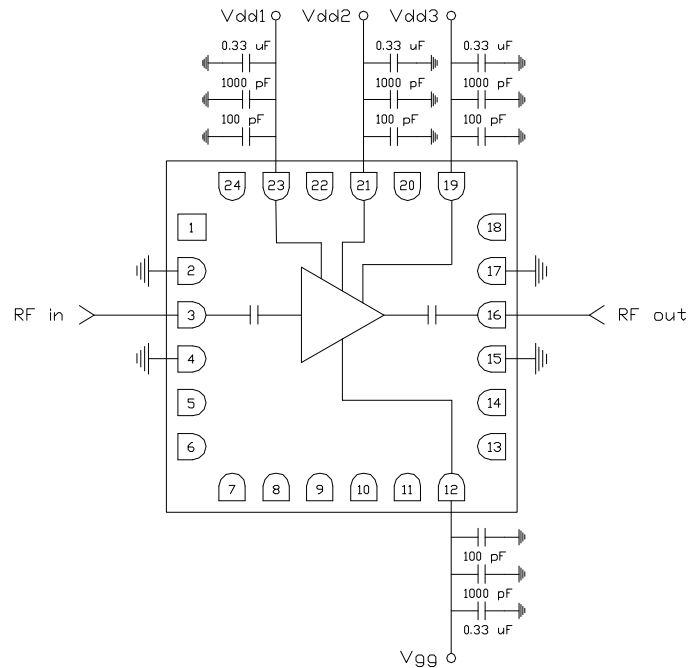 Vdd1 Vdd2 Vdd3
0.33 uF 0.33 uF 0.33 uF
1000 pF 1000 pF 1000 pF
100 pF 100 pF 100 pF
24 23 22 21 20 19
1 18
2 17
RF in 3 16 RF out
4 15
5 14
6 13
7 8 9 10 11 12
100 pF
1000 pF
0.33 uF
Vgg